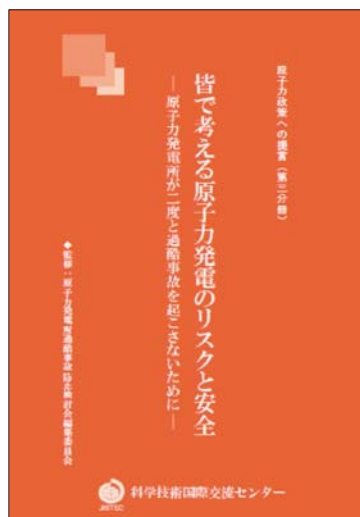 原子力政策への提言（第三分冊）
皆で考える原子力発電のリスクと安全
―原子力発電所が二度と過酷事故を起こさないために―
◆監修：原子力発電所過酷事故防止検討会編集委員会
JISTEC
科学技術国際交流センター